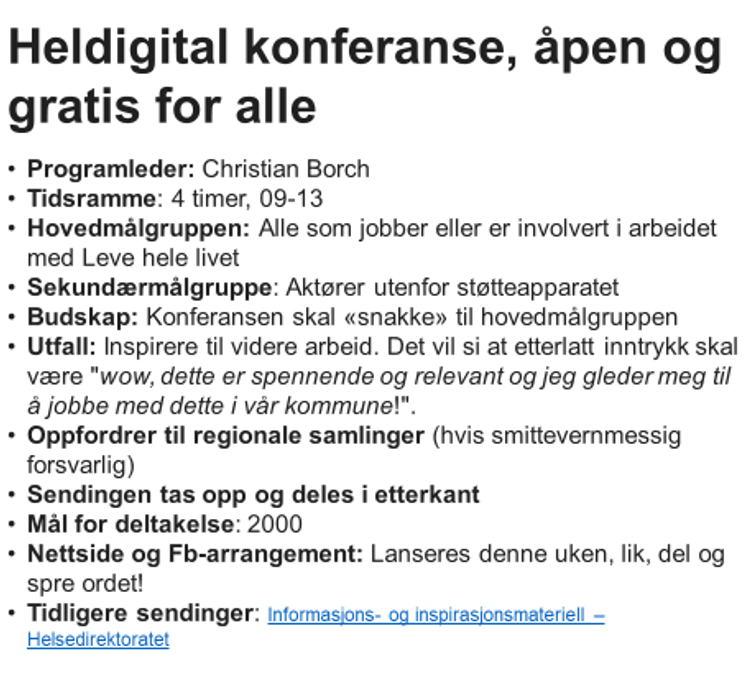 Heldigital konferanse, åpen og
gratis for alle
• Programleder: Christian Borch
• Tidsramme: 4 timer, 09-13
• Hovedmålgruppen: Alle som jobber eller er involvert i arbeidet
med Leve hele livet
• Sekundærmålgruppe: Aktører utenfor støtteapparatet
• Budskap: Konferansen skal «snakke» til hovedmålgruppen
• Utfall: Inspirere til videre arbeid. Det vil si at etterlatt inntrykk skal
være "wow, dette er spennende og relevant og jeg gleder meg til
å jobbe med dette i vår kommune!".
• Oppfordrer til regionale samlinger (hvis smittevernmessig
forsvarlig)
• Sendingen tas opp og deles i etterkant
• Mål for deltakelse: 2000
• Nettside og Fb-arrangement: Lanseres denne uken, lik, del og
spre ordet!
• Tidligere sendinger: Informasjons- og inspirasjonsmateriell –
Helsedirektoratet